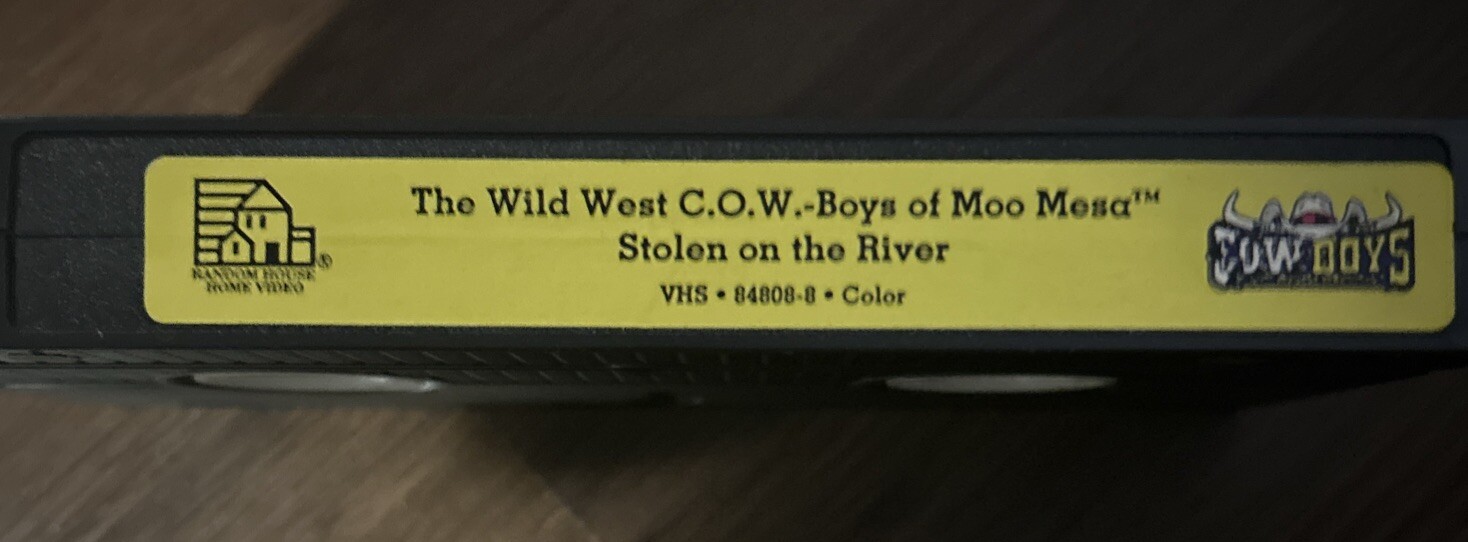 The Wild West C.O.W.-Boys of Moo Mesa™
Stolen on the River
VHS • 84808-8 • Color
RANDOM HOUSE®
HOME VIDEO
COW BOYS